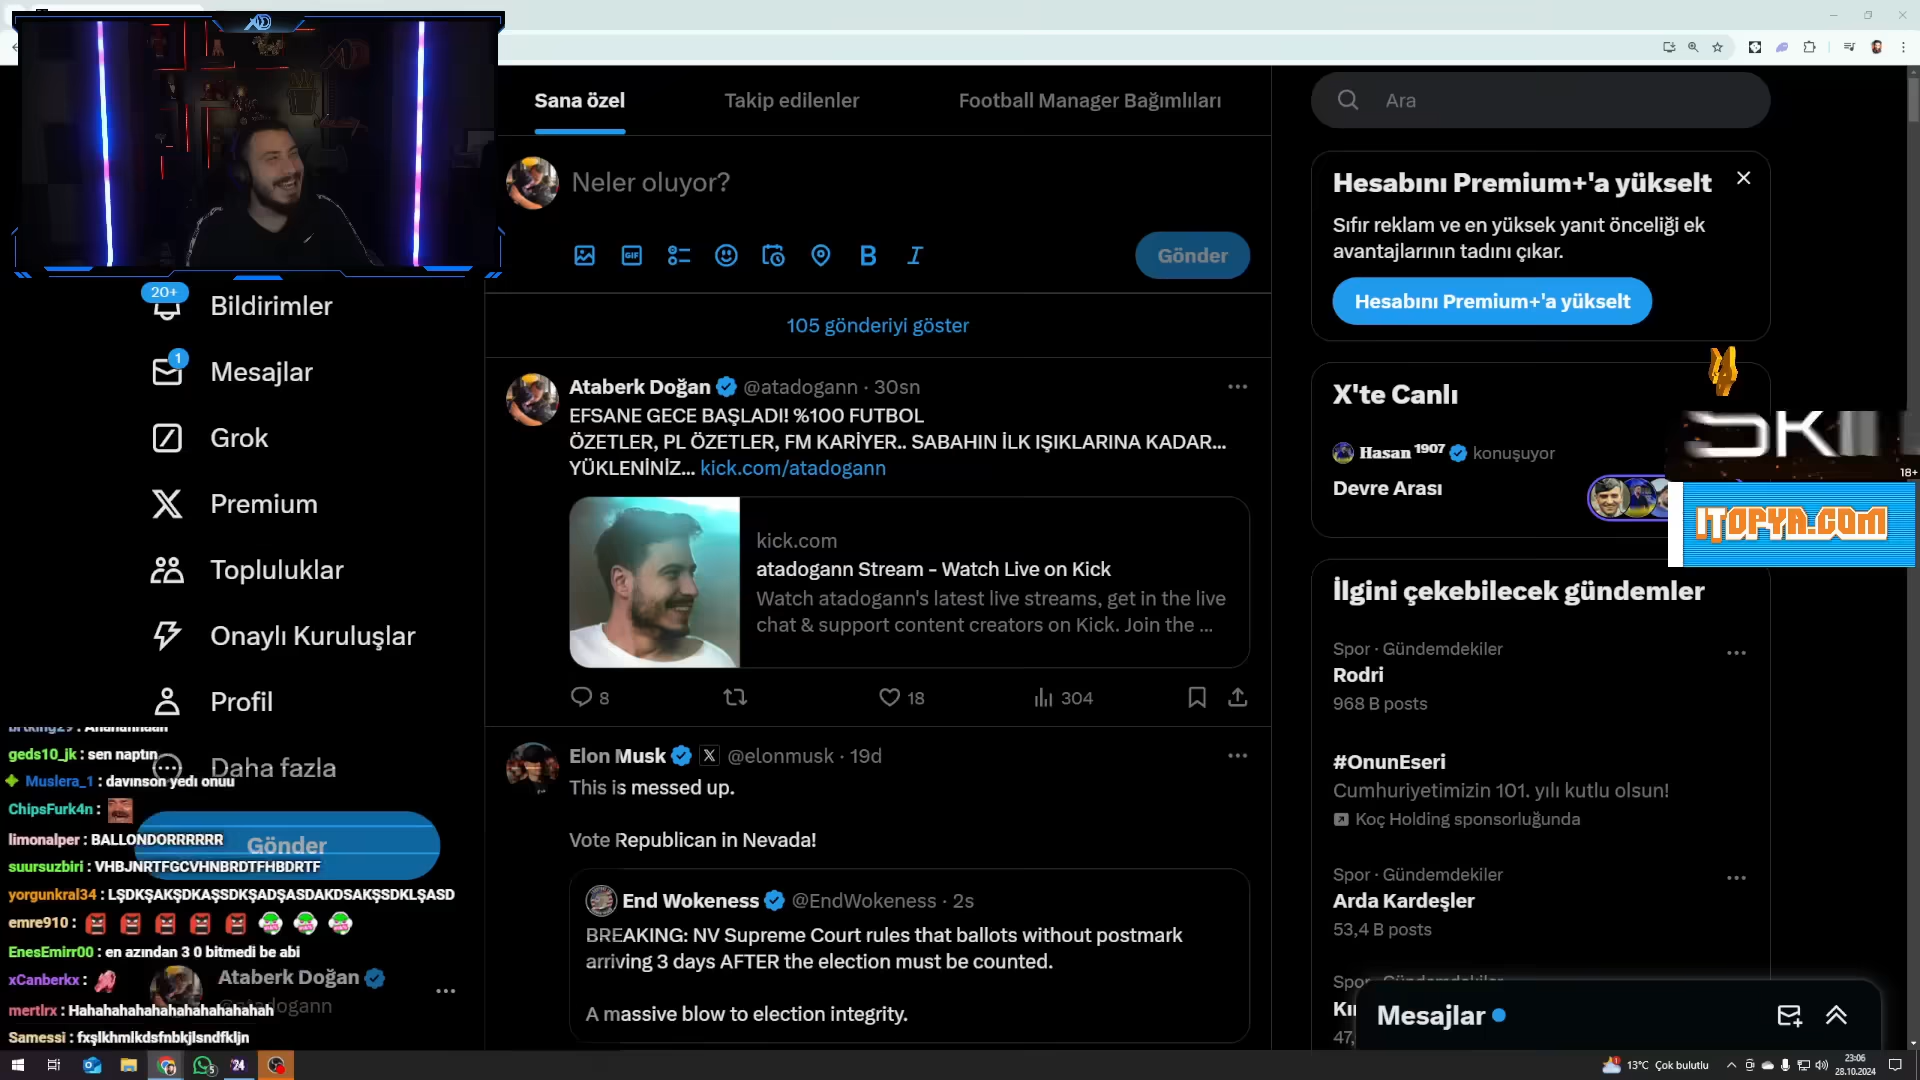 Sana özel
Takip edilenler
Football Manager Bağımlıları
Ara
Neler oluyor?
GIF
B I
Gönder
Hesabını Premium+'a yükselt
Sıfır reklam ve en yüksek yanıt önceliği ek
avantajlarının tadını çıkar.
Hesabını Premium+'a yükselt
20+
Bildirimler
1
Mesajlar
Grok
Premium
Topluluklar
Onaylı Kuruluşlar
Profil
Daha fazla
Gönder
Ataberk Doğan
105 gönderiyi göster
Ataberk Doğan @atadogann · 30sn
EFSANE GECE BAŞLADI! %100 FUTBOL
ÖZETLER, PL ÖZETLER, FM KARİYER.. SABAHIN İLK IŞIKLARINA KADAR...
YÜKLENİNİZ... kick.com/atadogann
kick.com
atadogann Stream - Watch Live on Kick
Watch atadogann's latest live streams, get in the live
chat & support content creators on Kick. Join the ...
8
18
304
Elon Musk @elonmusk · 19d
This is messed up.
Vote Republican in Nevada!
End Wokeness @EndWokeness · 2s
BREAKING: NV Supreme Court rules that ballots without postmark
arriving 3 days AFTER the election must be counted.
A massive blow to election integrity.
X'te Canlı
Hasan ¹⁹⁰⁷ konuşuyor
Devre Arası
18+
ITOPYA.COM
İlgini çekebilecek gündemler
Spor · Gündemdekiler
Rodri
968 B posts
#OnunEseri
Cumhuriyetimizin 101. yılı kutlu olsun!
Koç Holding sponsorluğunda
Spor · Gündemdekiler
Arda Kardeşler
53,4 B posts
Mesajlar
geds10_jk : sen naptın
Muslera_1 : davınson yedı onuu
ChipsFurk4n :
limonalper : BALLONDORRRRRR
suursuzbiri : VHBJNRTFGCVHNBRDTFHBDRTF
yorgunkral34 : LŞDKŞAKŞDKAŞSDKŞADŞASDAKDSAKŞSDKLŞASD
emre910 :
EnesEmirr00 : en azından 3 0 bitmedi be abi
xCanberkx :
mertlrx : Hahahahahahahahahahahahah
Samessi : fxşlkhmlkdsfnbkjlsndfkljn
13°C Çok bulutlu
23:06
28.10.2024